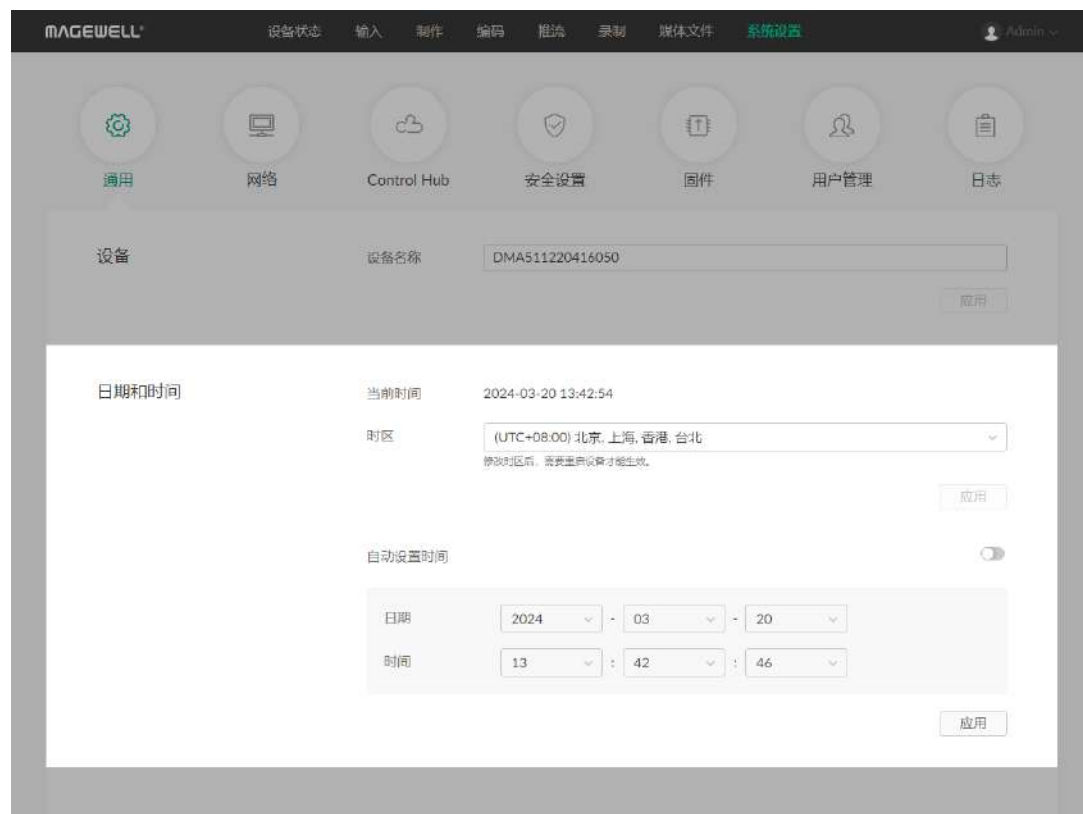 MAGEWELL 设备状态 输入 制作 编码 推流 录制 媒体文件 系统设置 Admin
通用 网络 Control Hub 安全设置 固件 用户管理 日志
设备 设备名称 DMA511220416050
应用
日期和时间 当前时间 2024-03-20 13:42:54
时区 (UTC+08:00) 北京, 上海, 香港, 台北
修改时区后，需要重启设备才能生效。
应用
自动设置时间
日期 2024 - 03 - 20
时间 13 : 42 : 46
应用